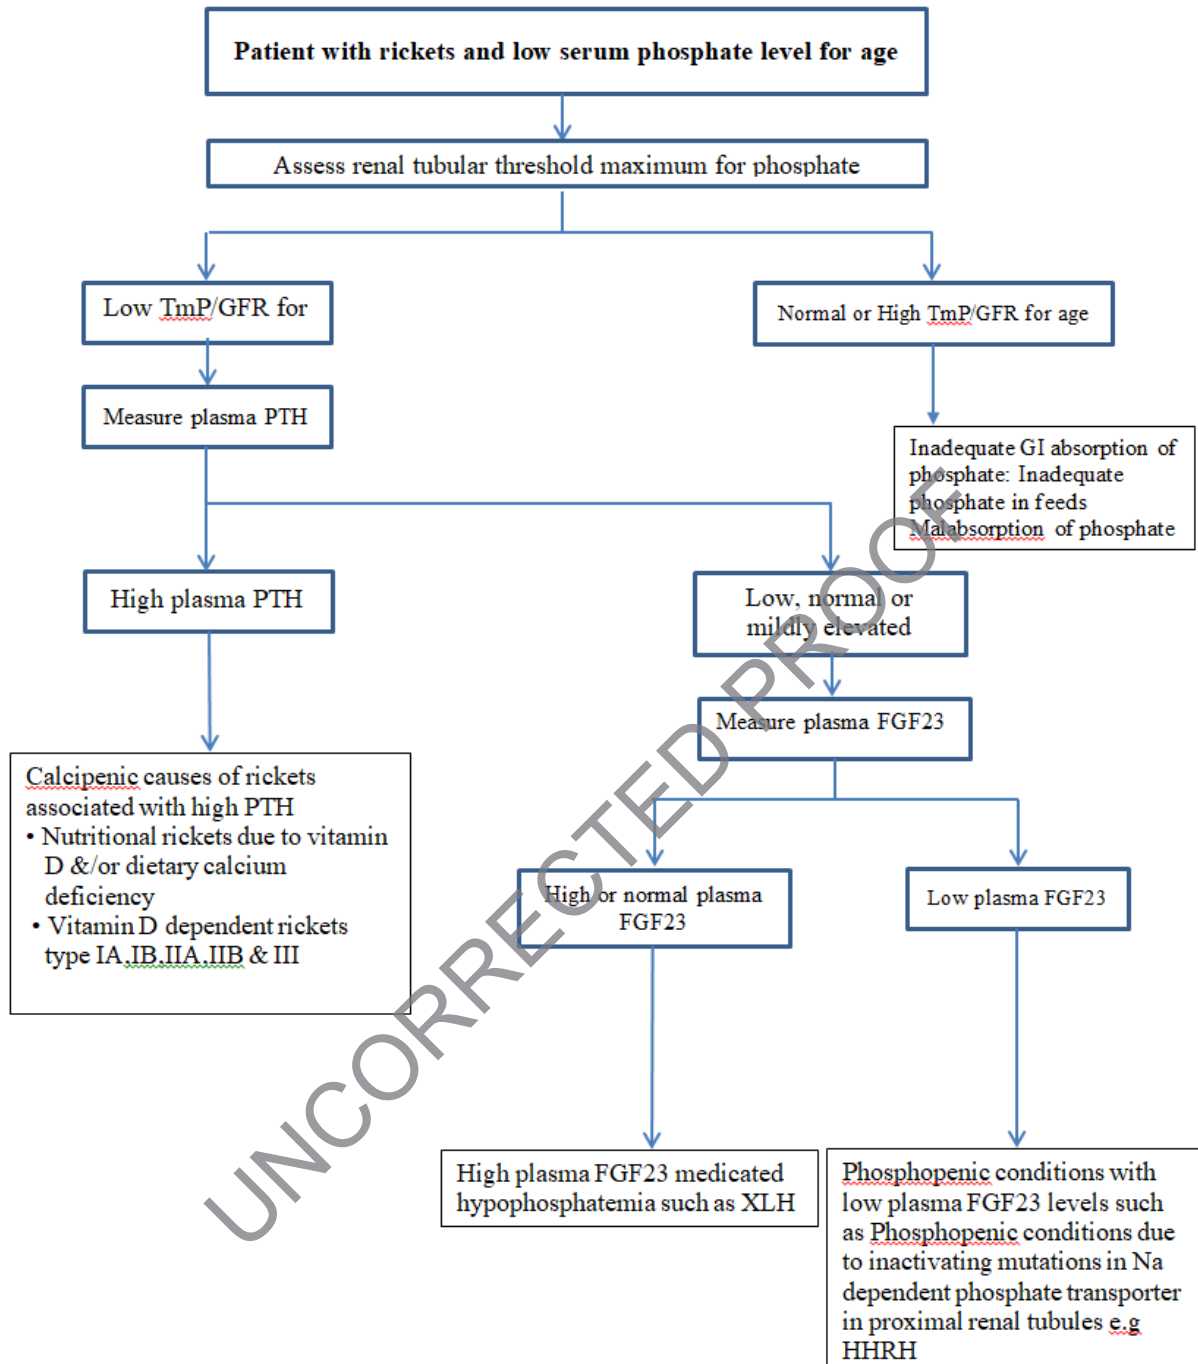 Patient with rickets and low serum phosphate level for age
Assess renal tubular threshold maximum for phosphate
Low TmP/GFR for
Normal or High TmP/GFR for age
Measure plasma PTH
Inadequate GI absorption of
phosphate: Inadequate
phosphate in feeds
Malabsorption of phosphate
High plasma PTH
Low, normal or
mildly elevated
Measure plasma FGF23
Calcipenic causes of rickets
associated with high PTH
• Nutritional rickets due to vitamin
D &/or dietary calcium
deficiency
• Vitamin D dependent rickets
type IA,IB,IIA,IIB & III
High or normal plasma
FGF23
Low plasma FGF23
High plasma FGF23 medicated
hypophosphatemia such as XLH
Phosphopenic conditions with
low plasma FGF23 levels such
as Phosphopenic conditions due
to inactivating mutations in Na
dependent phosphate transporter
in proximal renal tubules e.g
HHRH
UNCORRECTED PROOF